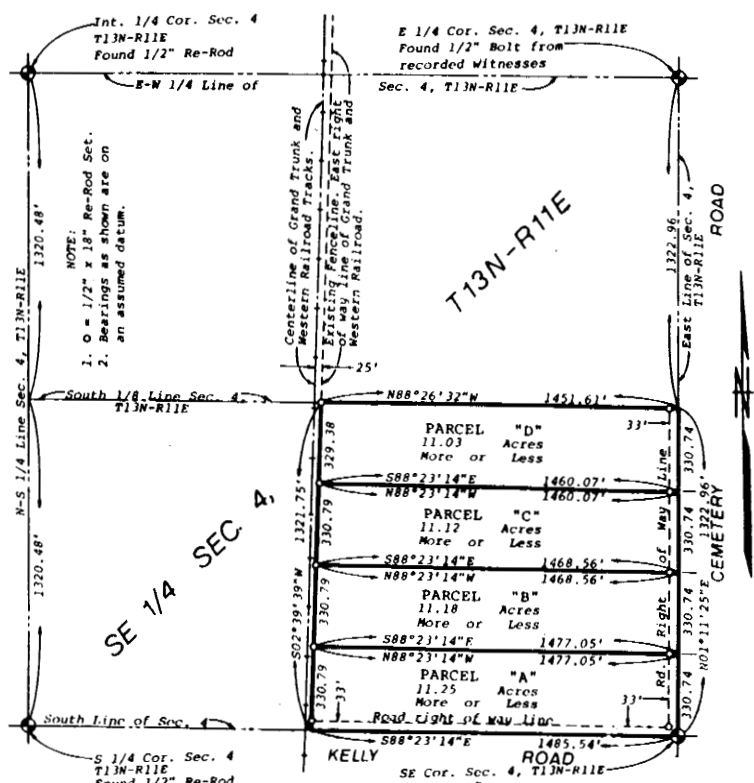 Int. 1/4 Cor. Sec. 4
T13N-R11E
Found 1/2" Re-Rod
E 1/4 Cor. Sec. 4, T13N-R11E
Found 1/2" Bolt from
recorded witnesses
E-W 1/4 Line of
Sec. 4, T13N-R11E
N-S 1/4 Line Sec. 4, T13N-R11E
1320.48'
1320.48'
NOTE:
1. O = 1/2" x 18" Re-Rod Set.
2. Bearings as shown are on
an assumed datum.
Centerline of Grand Trunk and
Western Railroad Tracks.
Existing Fenceline. East right
of way line of Grand Trunk and
Western Railroad.
25'
T13N-R11E
1322.96
East Line of Sec. 4,
T13N-R11E
ROAD
N
South 1/8 Line Sec. 4
T13N-R11E
N88°26'32"W
1451.61'
33'
PARCEL "D"
11.03 Acres
More or Less
329.38
330.74
S88°23'14"E
1460.07'
N88°23'14"W
1460.07'
PARCEL "C"
11.12 Acres
More or Less
1321.75'
330.79
330.74
1322.96'
S88°23'14"E
1468.56'
N88°23'14"W
1468.56'
PARCEL "B"
11.18 Acres
More or Less
S02°39'39"W
330.79
330.74
N01°11'25"E
CEMETERY
Rd. Right of Way Line
S88°23'14"E
1477.05'
N88°23'14"W
1477.05'
PARCEL "A"
11.25 Acres
More or Less
330.79
330.74
33'
33'
Road right of way line
SE 1/4 SEC. 4,
South Line of Sec. 4
S88°23'14"E
1485.54'
KELLY ROAD
S 1/4 Cor. Sec. 4
T13N-R11E
Found 1/2" Re-Rod
SE Cor. Sec. 4, T13N-R11E